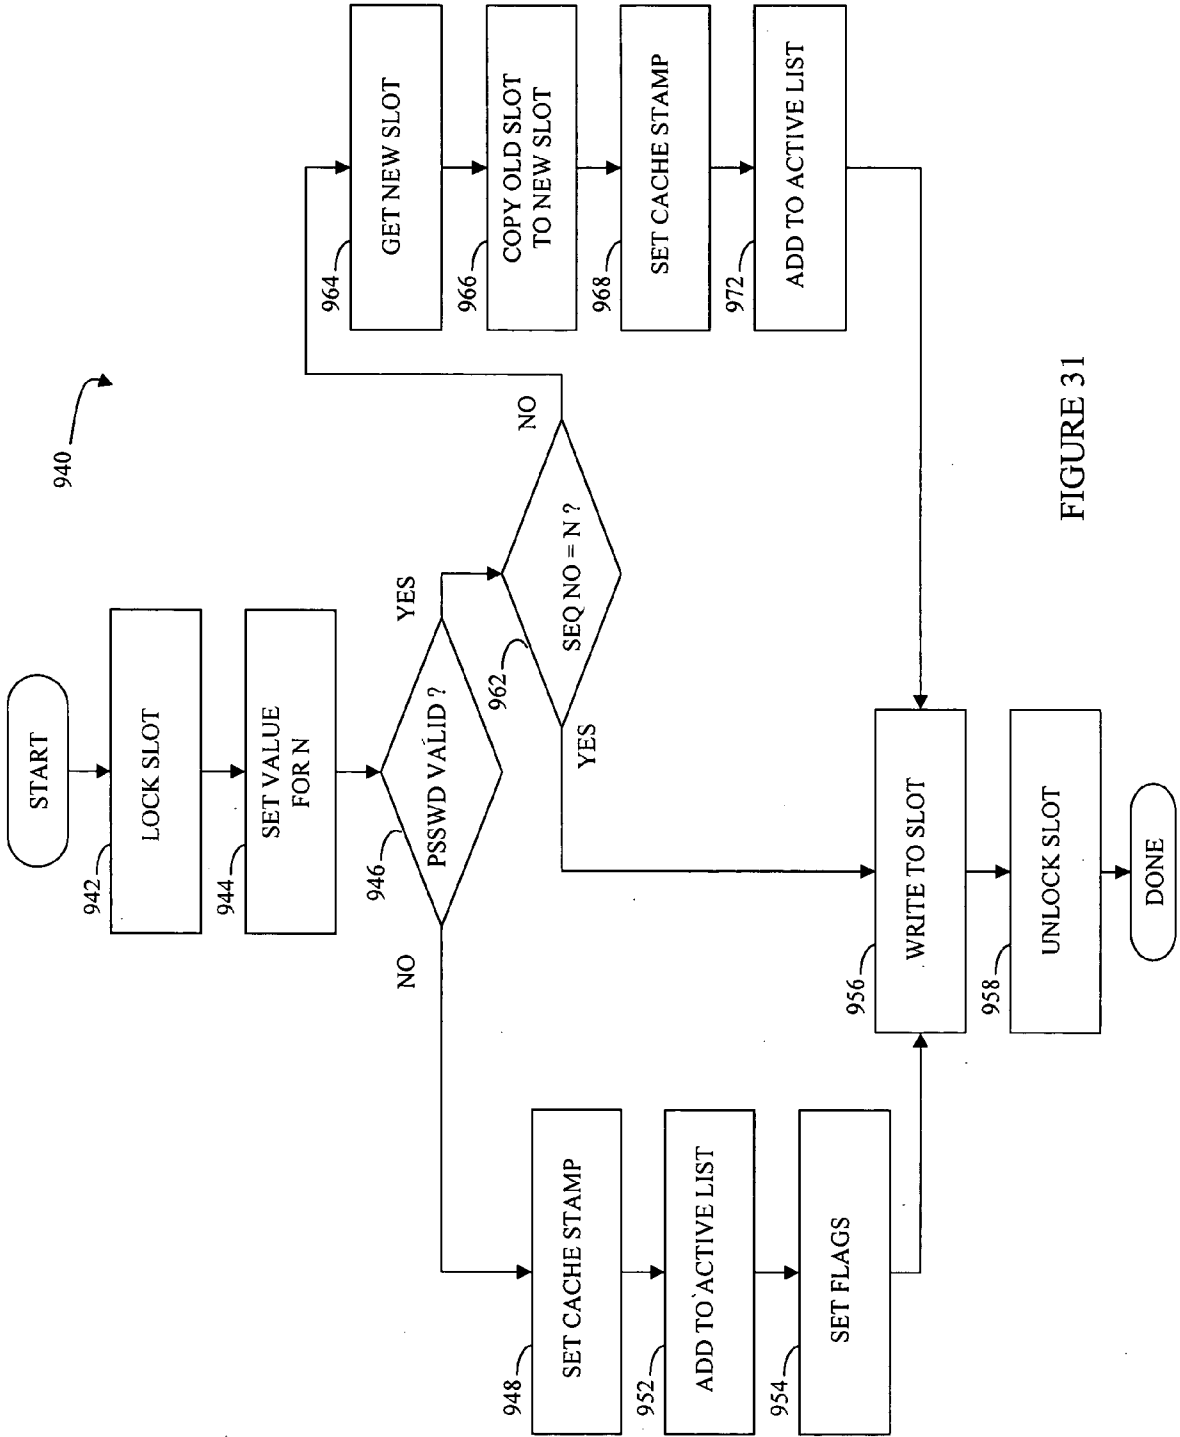 940
START
942
LOCK SLOT
944
SET VALUE
FOR N
946
PSSWD VALID ?
NO
YES
948
SET CACHE STAMP
952
ADD TO ACTIVE LIST
954
SET FLAGS
962
SEQ NO = N ?
YES
NO
964
GET NEW SLOT
966
COPY OLD SLOT
TO NEW SLOT
968
SET CACHE STAMP
972
ADD TO ACTIVE LIST
956
WRITE TO SLOT
958
UNLOCK SLOT
DONE
FIGURE 31